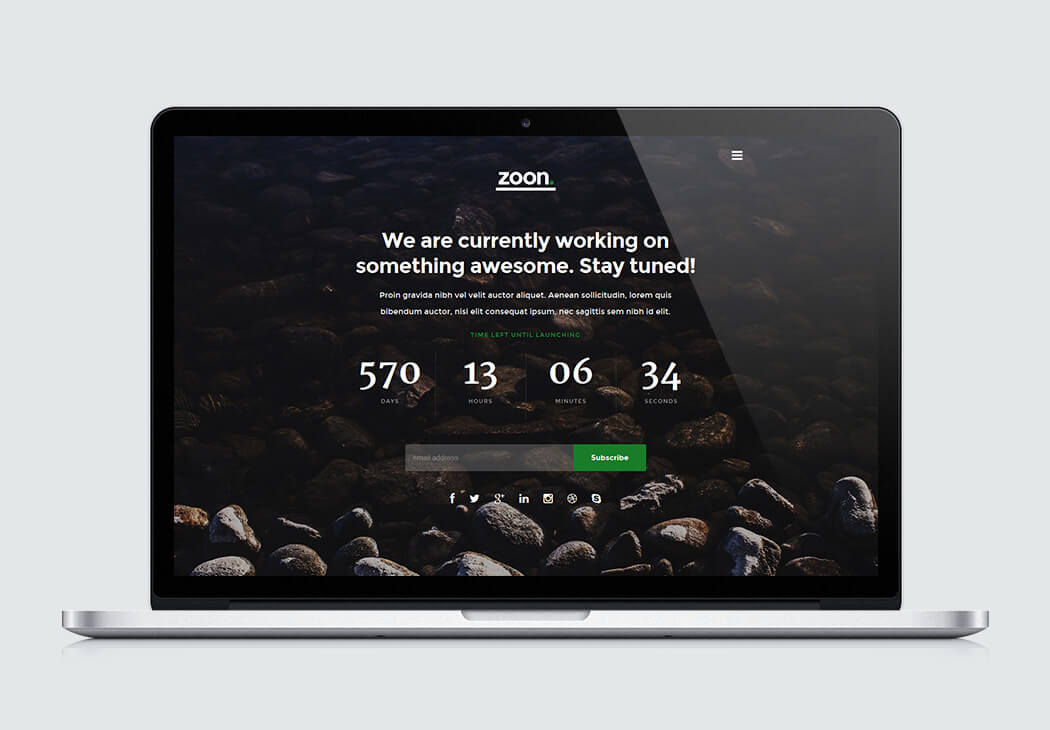 zoon.
We are currently working on
something awesome. Stay tuned!
Proin gravida nibh vel velit auctor aliquet. Aenean sollicitudin, lorem quis
bibendum auctor, nisi elit consequat ipsum, nec sagittis sem nibh id elit.
TIME LEFT UNTIL LAUNCHING
570 13 06 34
DAYS HOURS MINUTES SECONDS
email address Subscribe